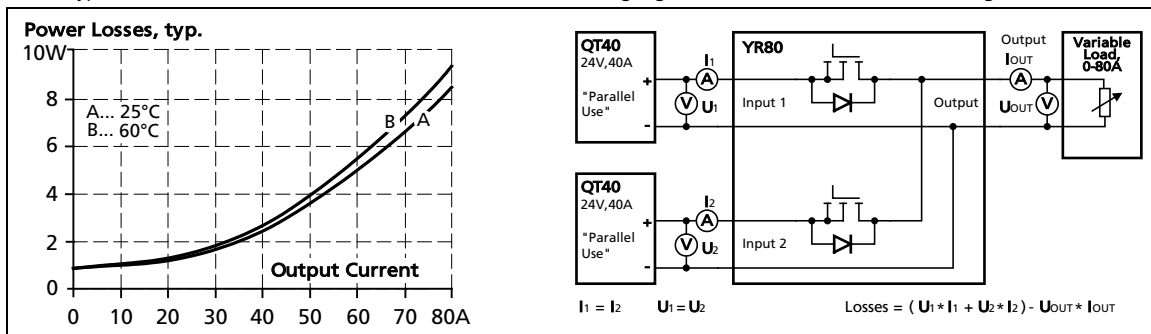 Power Losses, typ.
10W
8
6
4
2
0
A... 25°C
B... 60°C
B
A
Output Current
0 10 20 30 40 50 60 70 80A
QT40
24V,40A
"Parallel
Use"
+
-
I1
A
V
U1
YR80
Input 1
Output
Output
IOUT
A
UOUT
V
Variable
Load,
0-80A
QT40
24V,40A
"Parallel
Use"
+
-
I2
A
V
U2
Input 2
I1 = I2 U1 = U2 Losses = ( U1* I1 + U2 * I2 ) - UOUT * IOUT